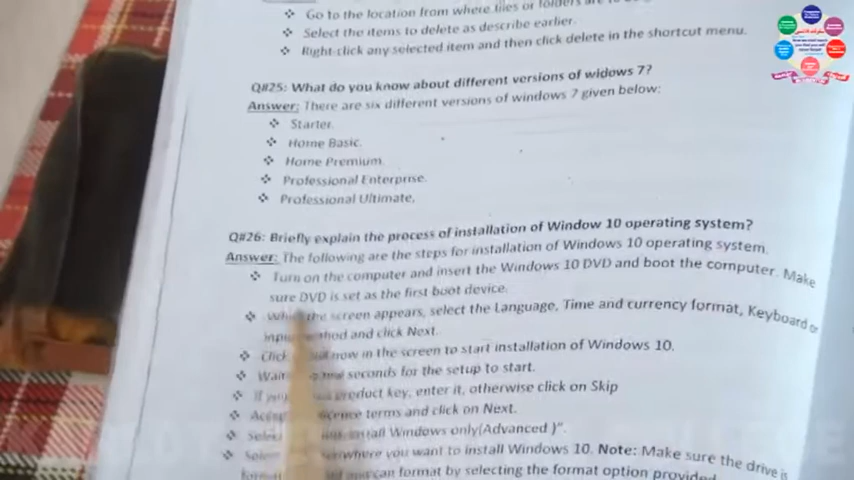 Go to the location from where files or folders are to
Select the items to delete as describe earlier.
Right-click any selected item and then click delete in the shortcut menu.
Q#25: What do you know about different versions of widows 7?
Answer: There are six different versions of windows 7 given below:
Starter.
Home Basic.
Home Premium.
Professional Enterprise.
Professional Ultimate,
Q#26: Briefly explain the process of installation of Window 10 operating system?
Answer: The following are the steps for installation of Windows 10 operating system.
Turn on the computer and insert the Windows 10 DVD and boot the computer. Make
sure DVD is set as the first boot device.
the screen appears, select the Language, Time and currency format, Keyboard or
and click Next.
Click now in the screen to start installation of Windows 10.
Wait seconds for the setup to start.
If product key, enter it, otherwise click on Skip
Accept licence terms and click on Next.
Select install Windows only(Advanced )".
where you want to install Windows 10. Note: Make sure the drive is
can format by selecting the format option provided